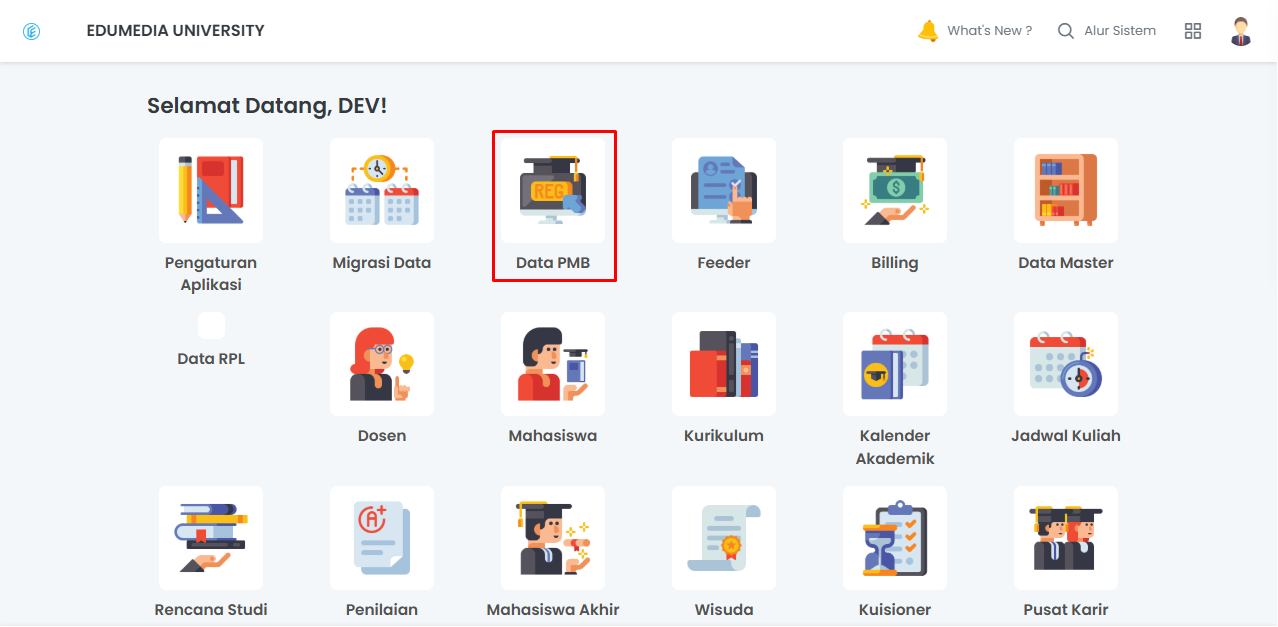 EDUMEDIA UNIVERSITY
What's New ?
Alur Sistem
Selamat Datang, DEV!
REG
Pengaturan
Aplikasi
Migrasi Data
Data PMB
Feeder
Billing
Data Master
Data RPL
Dosen
Mahasiswa
Kurikulum
Kalender
Akademik
Jadwal Kuliah
A+
Rencana Studi
Penilaian
Mahasiswa Akhir
Wisuda
Kuisioner
Pusat Karir